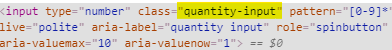 <input type="number" class="quantity-input" pattern="[0-9]*"
live="polite" aria-label="quantity input" role="spinbutton"
aria-valuemax="10" aria-valuenow="1"> == $0